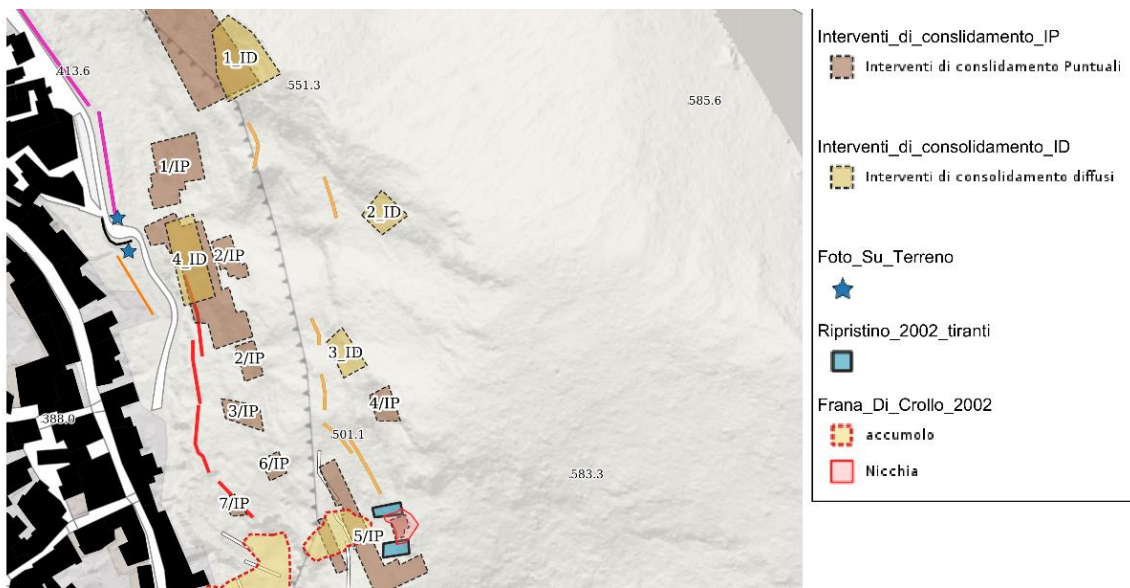 1_ID
413.6
551.3
585.6
1/IP
2_ID
4_ID
2/IP
3_ID
2/IP
4/IP
3/IP
388.0
501.1
6/IP
583.3
7/IP
5/IP
Interventi_di_conslidamento_IP
Interventi di conslidamento Puntuali
Interventi_di_consolidamento_ID
Interventi di consolidamento diffusi
Foto_Su_Terreno
Ripristino_2002_tiranti
Frana_Di_Crollo_2002
accumolo
Nicchia